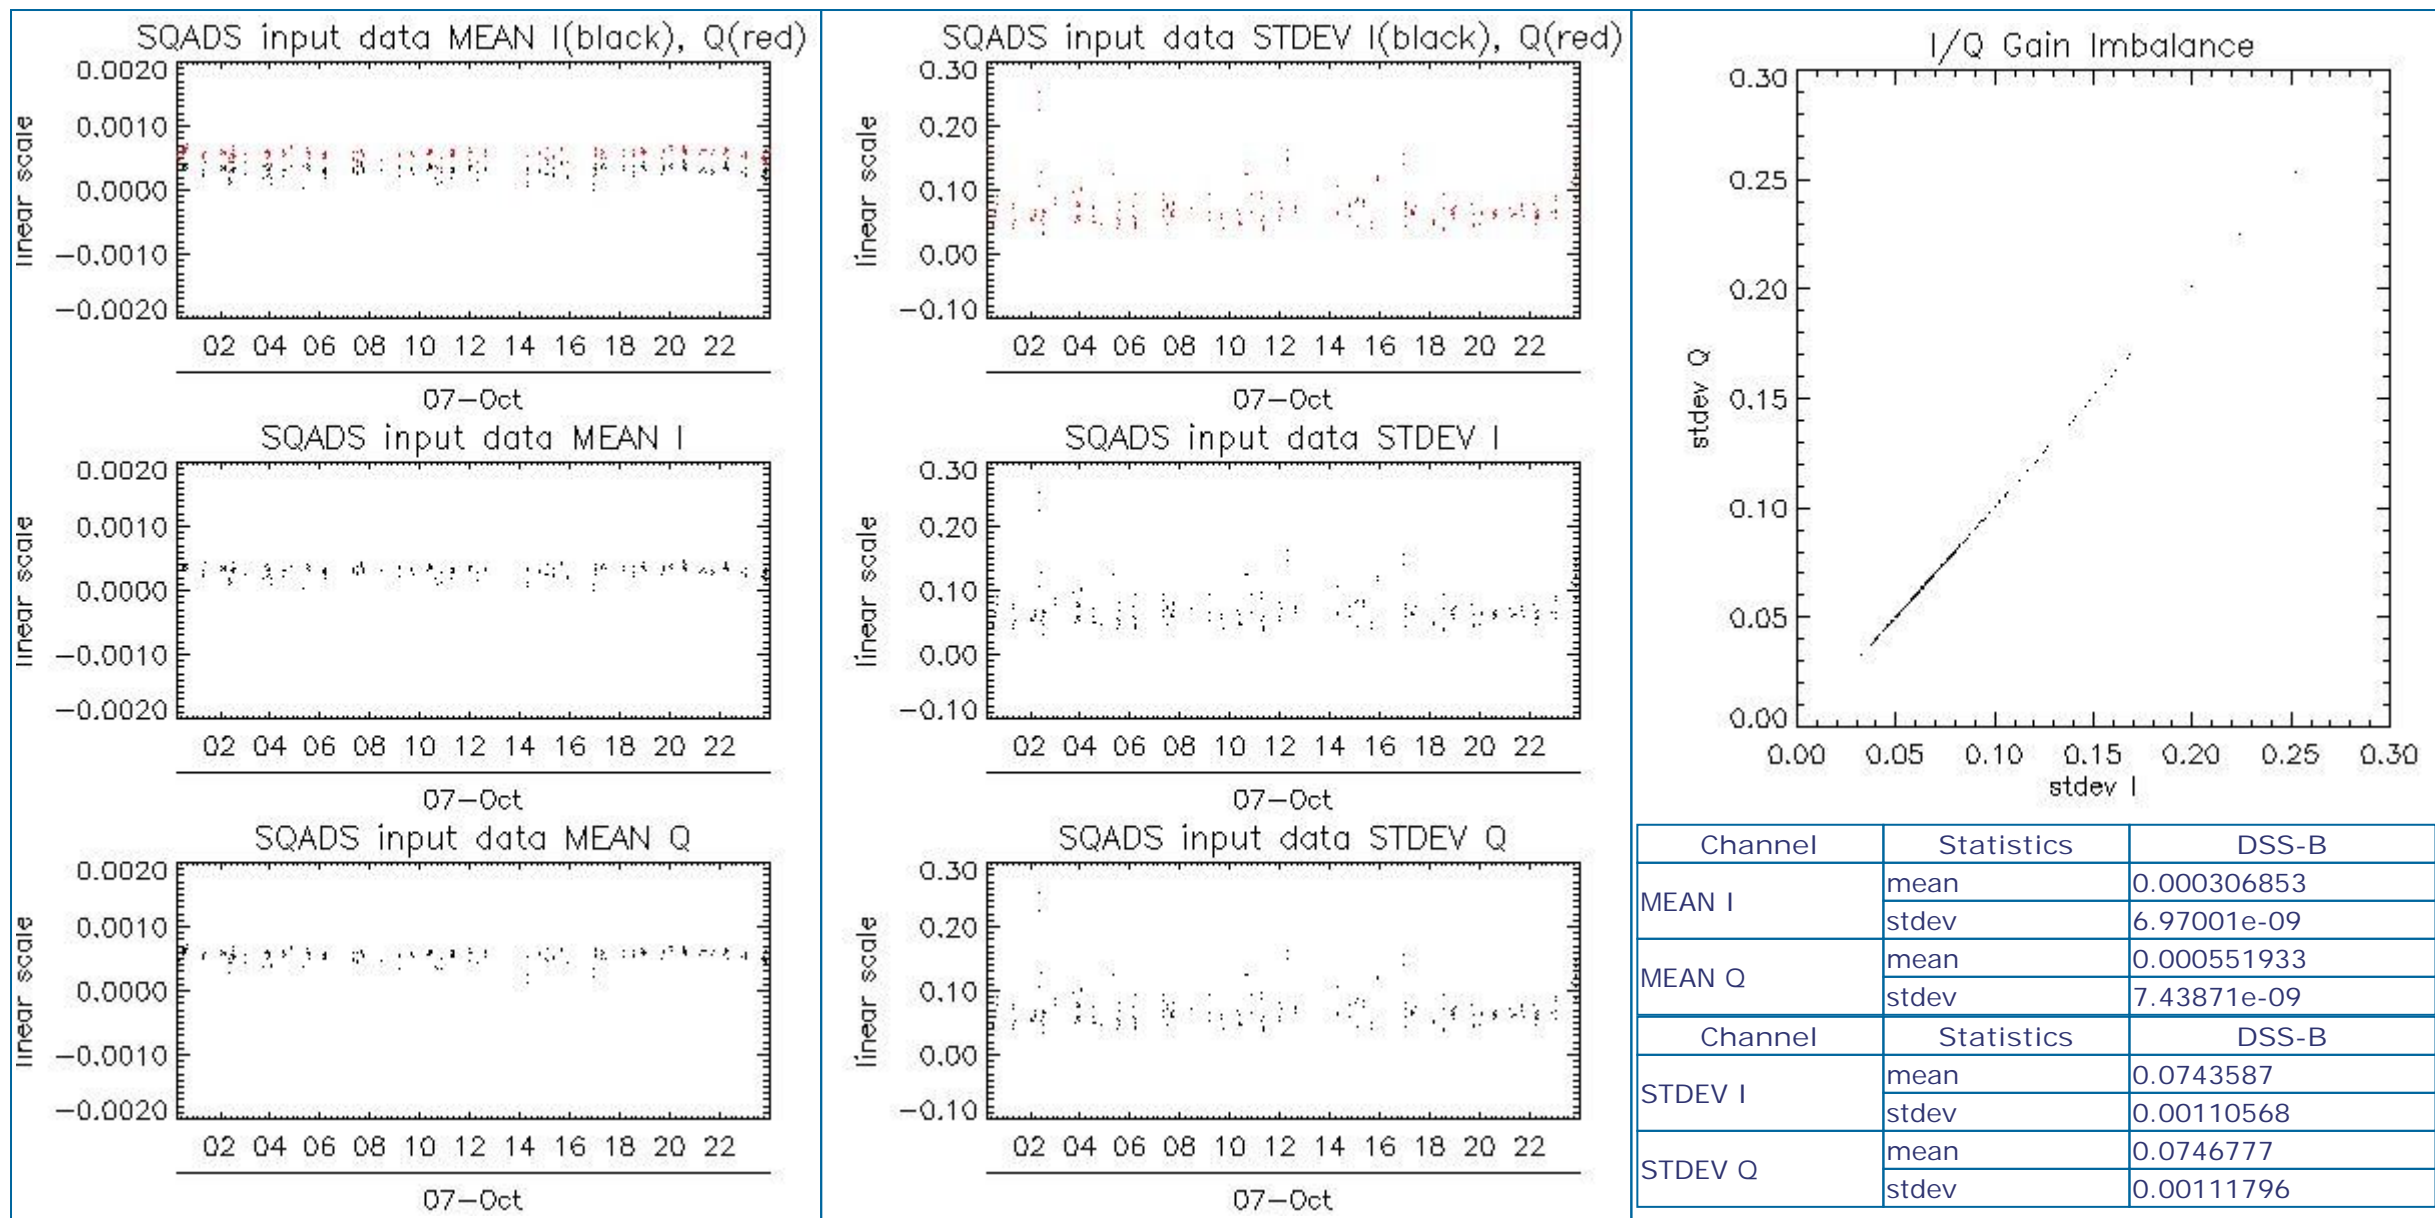 SQADS input data MEAN I(black), Q(red)
0.0020
0.0010
0.0000
−0.0010
−0.0020
linear scale
02 04 06 08 10 12 14 16 18 20 22
07−Oct
SQADS input data MEAN I
0.0020
0.0010
0.0000
−0.0010
−0.0020
linear scale
02 04 06 08 10 12 14 16 18 20 22
07−Oct
SQADS input data MEAN Q
0.0020
0.0010
0.0000
−0.0010
−0.0020
linear scale
02 04 06 08 10 12 14 16 18 20 22
07−Oct
SQADS input data STDEV I(black), Q(red)
0.30
0.20
0.10
0.00
−0.10
linear scale
02 04 06 08 10 12 14 16 18 20 22
07−Oct
SQADS input data STDEV I
0.30
0.20
0.10
0.00
−0.10
linear scale
02 04 06 08 10 12 14 16 18 20 22
07−Oct
SQADS input data STDEV Q
0.30
0.20
0.10
0.00
−0.10
linear scale
02 04 06 08 10 12 14 16 18 20 22
07−Oct
I/Q Gain Imbalance
0.30
0.25
0.20
0.15
0.10
0.05
0.00
stdev Q
0.00 0.05 0.10 0.15 0.20 0.25 0.30
stdev I
Channel Statistics DSS-B
MEAN I
mean 0.000306853
stdev 6.97001e-09
MEAN Q
mean 0.000551933
stdev 7.43871e-09
Channel Statistics DSS-B
STDEV I
mean 0.0743587
stdev 0.00110568
STDEV Q
mean 0.0746777
stdev 0.00111796